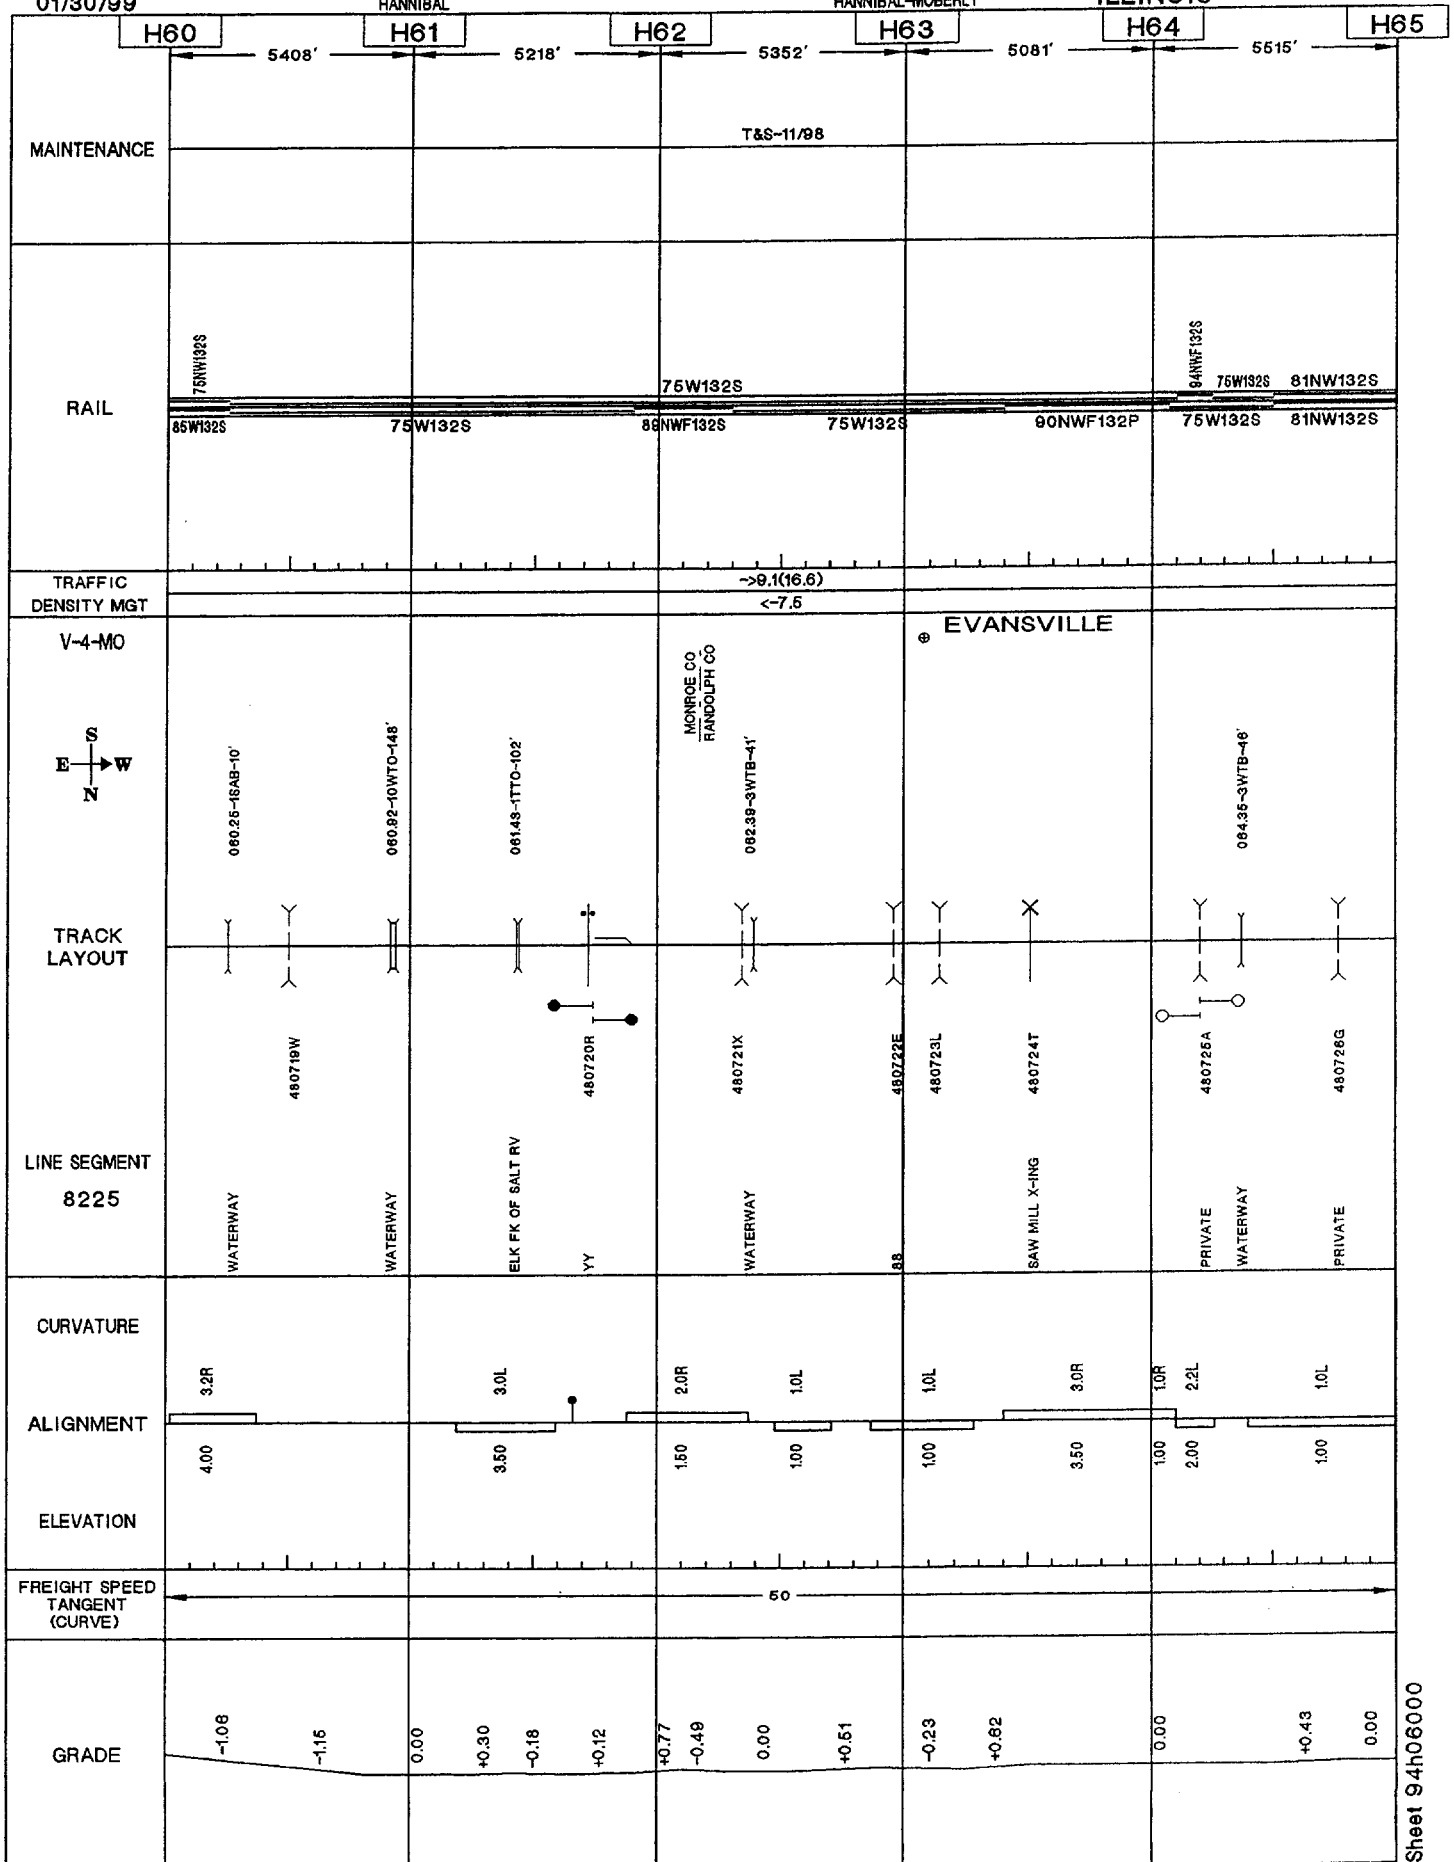 01/30/99 HANNIBAL HANNIBAL-MOBERLY ILLINOIS
H60 H61 H62 H63 H64 H65
5408' 5218' 5352' 5081' 5515'
MAINTENANCE
T&S-11/98
RAIL
75NW132S
75W132S
94NWF132S
75W132S
81NW132S
85W132S
75W132S
89NWF132S
75W132S
90NWF132P
75W132S
81NW132S
TRAFFIC
DENSITY MGT
->9.1(16.6)
<-7.5
V-4-MO
EVANSVILLE
MONROE CO
RANDOLPH CO
S
E W
N
060.25-1SAB-10'
060.92-10WTO-148'
061.43-1TTO-102'
062.39-3WTB-41'
064.35-3WTB-46'
TRACK
LAYOUT
480719W
480720R
480721X
480722E
480723L
480724T
480725A
480726G
LINE SEGMENT
8225
WATERWAY
WATERWAY
ELK FK OF SALT RV
YY
WATERWAY
88
SAW MILL X-ING
PRIVATE
WATERWAY
PRIVATE
CURVATURE
3.2R 3.0L 2.0R 1.0L 1.0L 3.0R 1.0R 2.2L 1.0L
ALIGNMENT
4.00 3.50 1.50 1.00 1.00 3.50 1.00 2.00 1.00
ELEVATION
FREIGHT SPEED
TANGENT
(CURVE)
50
GRADE
-1.06 -1.15 0.00 +0.30 -0.18 +0.12 +0.77 -0.49 0.00 +0.51 -0.23 +0.82 0.00 +0.43 0.00
Sheet 94h06000